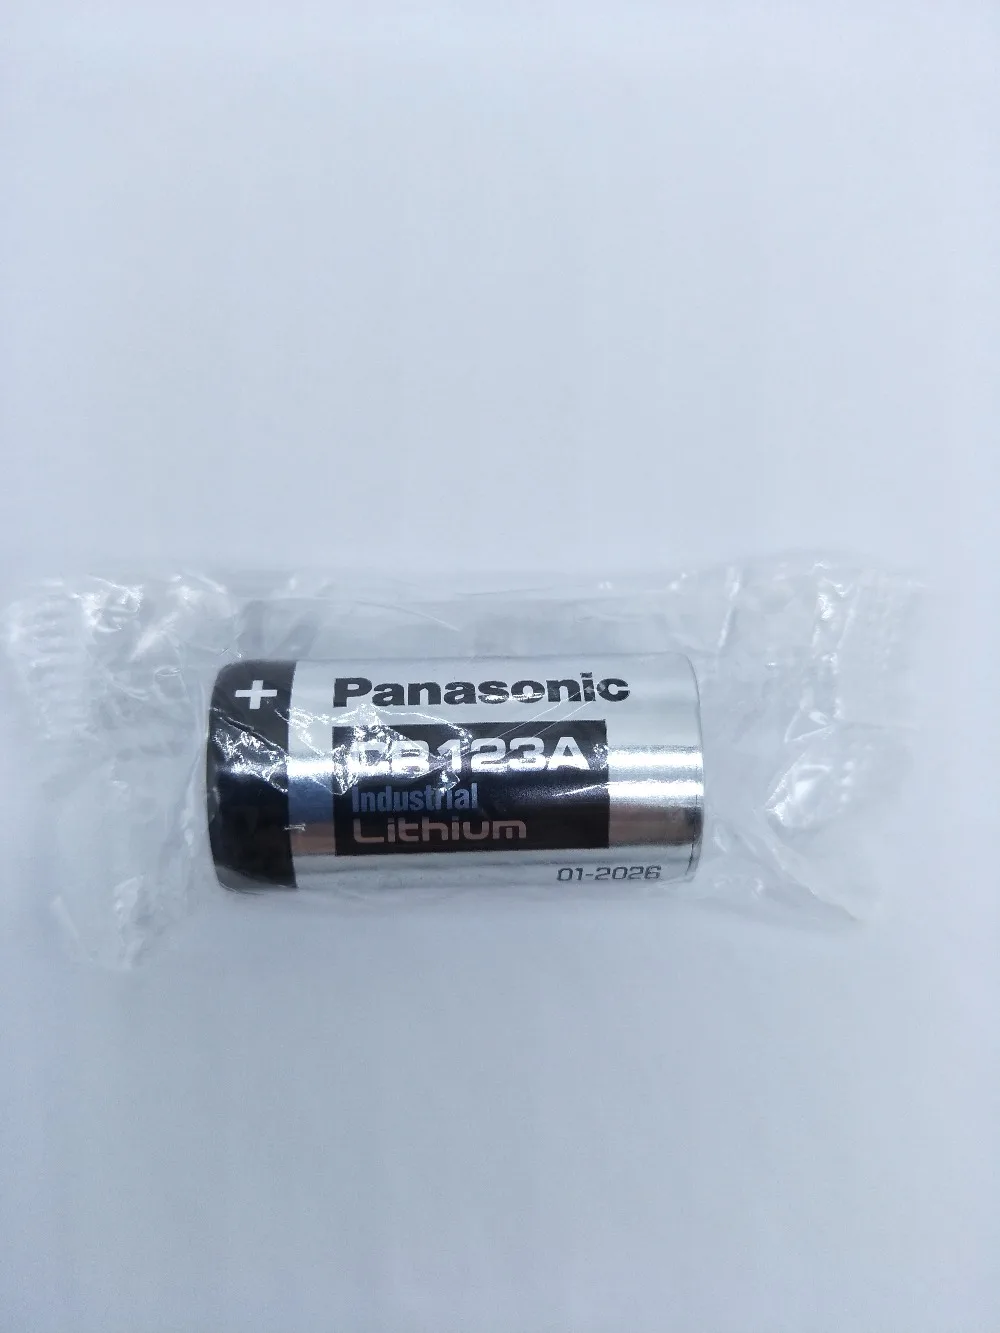 +
Panasonic
CR123A
Industrial
Lithium
01-2026